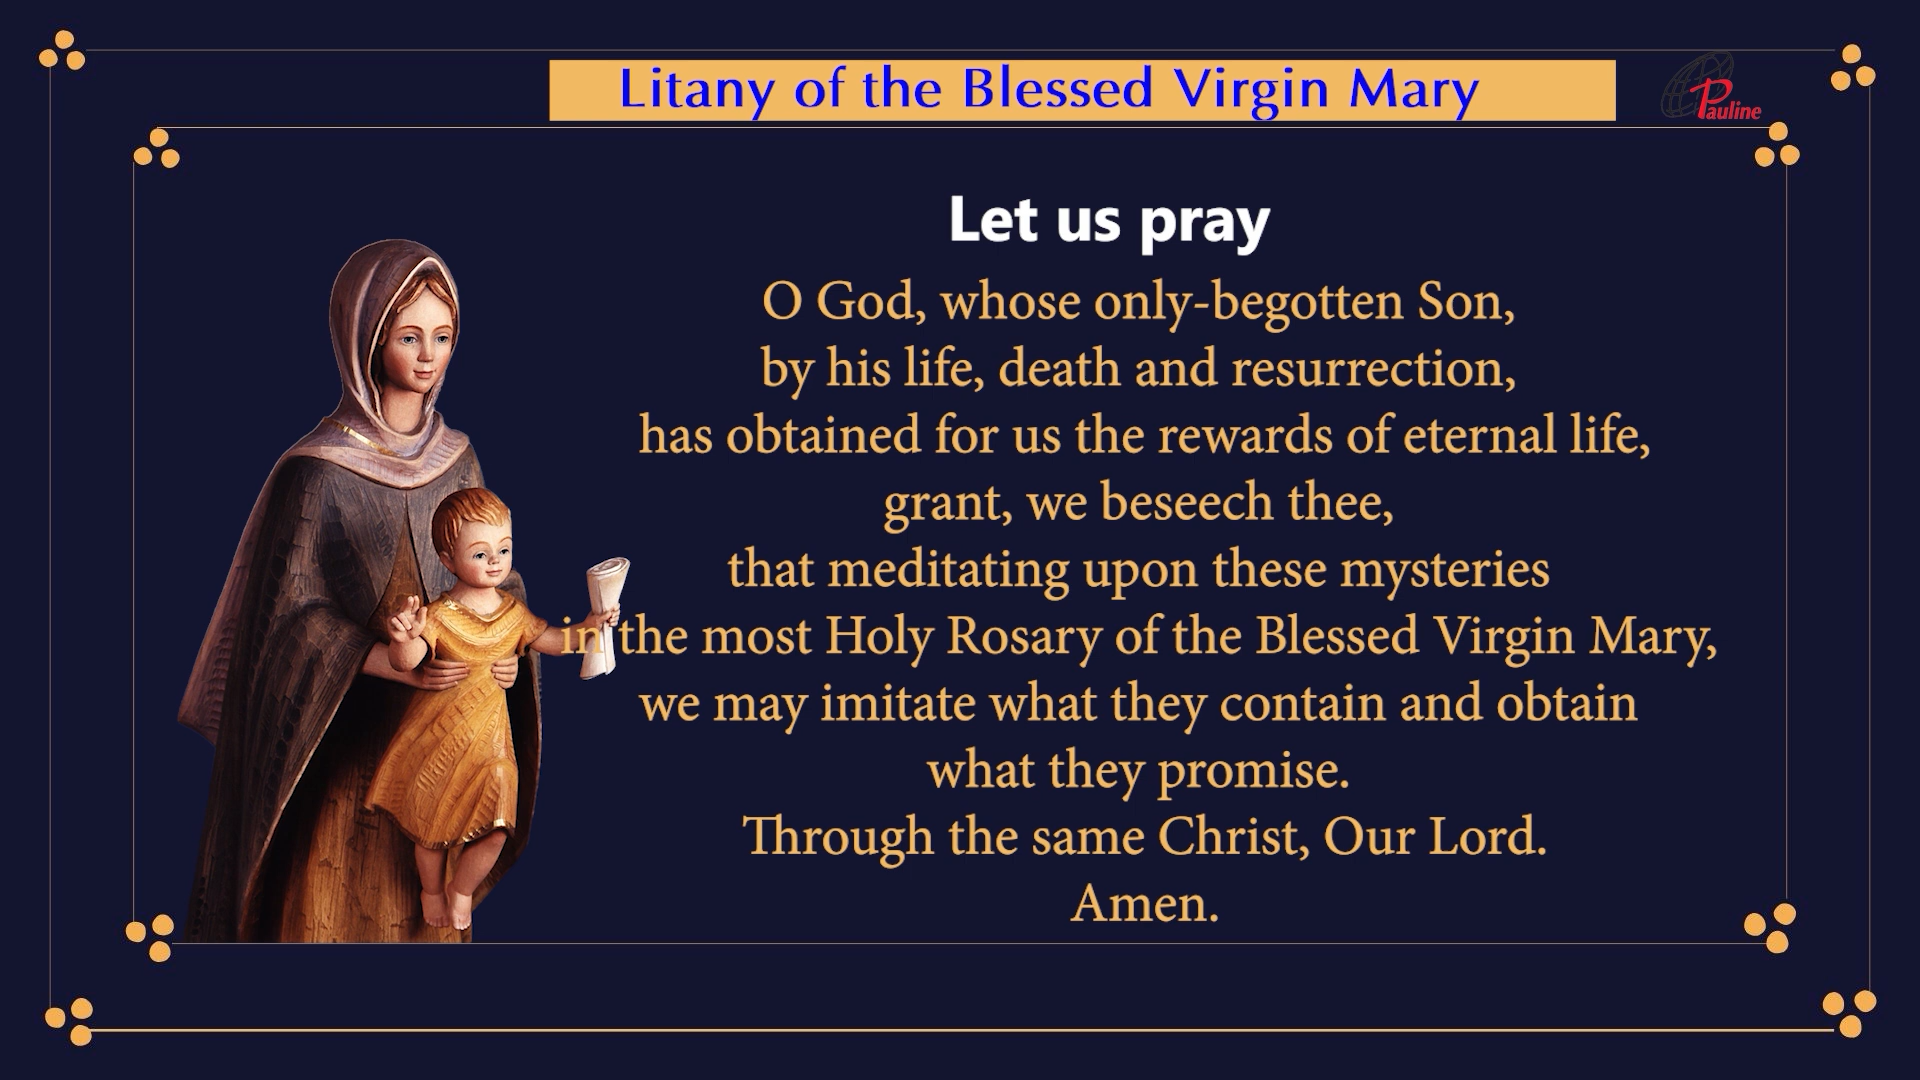 Litany of the Blessed Virgin Mary
Pauline
Let us pray
O God, whose only-begotten Son,
by his life, death and resurrection,
has obtained for us the rewards of eternal life,
grant, we beseech thee,
that meditating upon these mysteries
in the most Holy Rosary of the Blessed Virgin Mary,
we may imitate what they contain and obtain
what they promise.
Through the same Christ, Our Lord.
Amen.